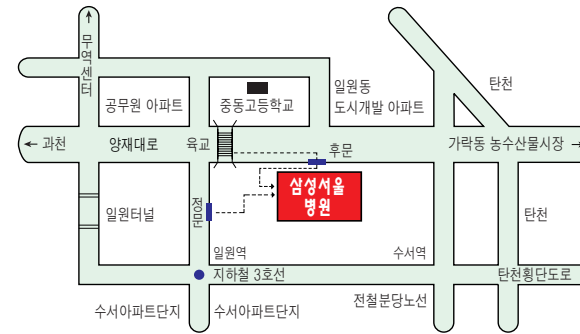 무역센터
탄천
공무원 아파트
중동고등학교
일원동
도시개발 아파트
← 과천
양재대로
육교
후문
가락동 농수산물시장 →
삼성서울
병원
정문
일원터널
탄천
일원역
수서역
지하철 3호선
탄천횡단도로
수서아파트단지
수서아파트단지
전철분당노선